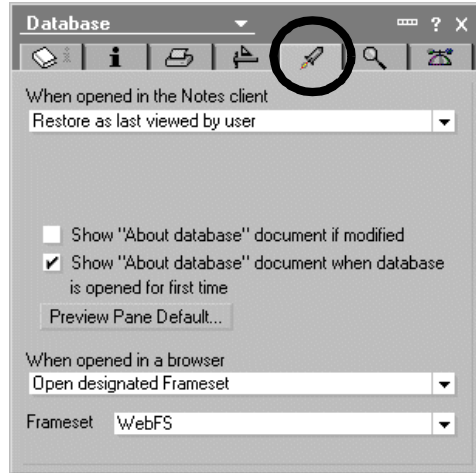 Database
? X
i
When opened in the Notes client
Restore as last viewed by user
Show "About database" document if modified
Show "About database" document when database
is opened for first time
Preview Pane Default...
When opened in a browser
Open designated Frameset
Frameset WebFS